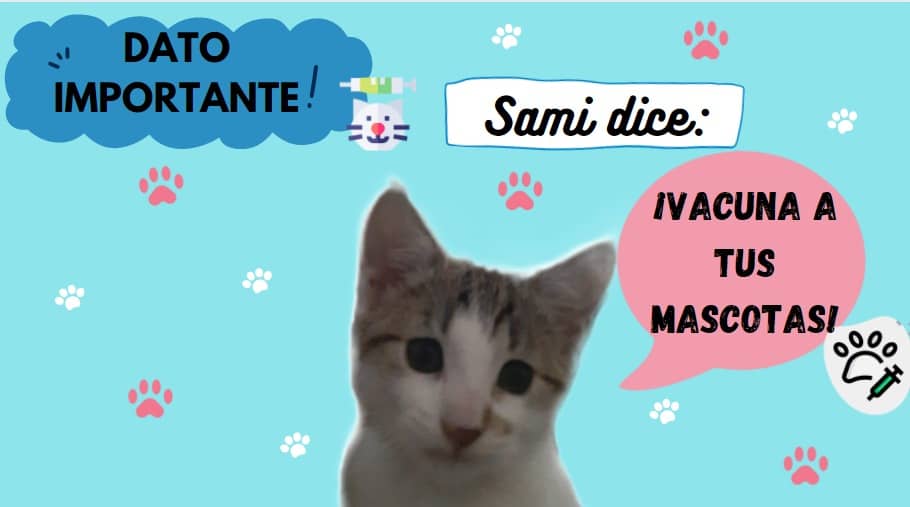 DATO
IMPORTANTE!
Sami dice:
¡VACUNA A
TUS
MASCOTAS!